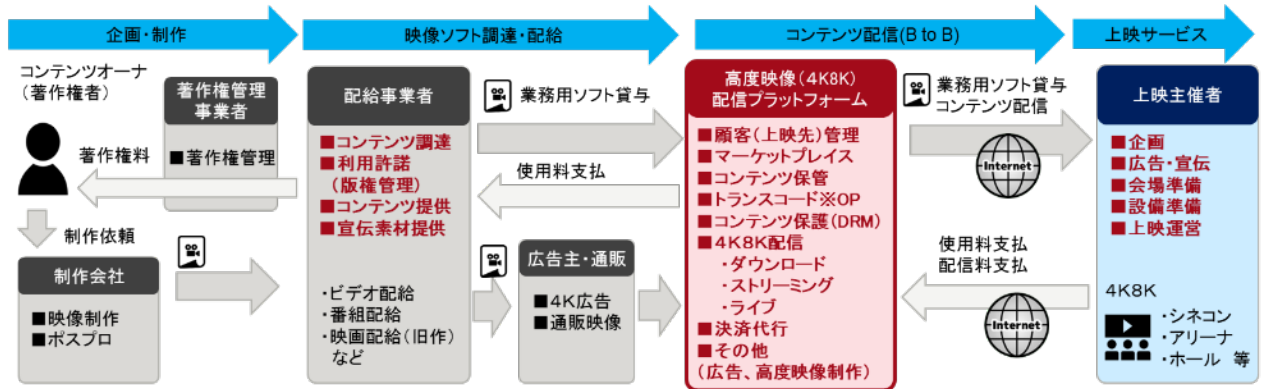 企画・制作
映像ソフト調達・配給
コンテンツ配信(B to B)
上映サービス
コンテンツオーナ
(著作権者)
著作権管理
事業者
■著作権管理
著作権料
制作依頼
制作会社
■映像制作
■ポスプロ
配給事業者
■コンテンツ調達
■利用許諾
(版権管理)
■コンテンツ提供
■宣伝素材提供
・ビデオ配給
・番組配給
・映画配給(旧作)
など
業務用ソフト貸与
使用料支払
広告主・通販
■4K広告
■通販映像
高度映像(4K8K)
配信プラットフォーム
■顧客(上映先)管理
■マーケットプレイス
■コンテンツ保管
■トランスコード※OP
■コンテンツ保護(DRM)
■4K8K配信
・ダウンロード
・ストリーミング
・ライブ
■決済代行
■その他
(広告、高度映像制作)
業務用ソフト貸与
コンテンツ配信
Internet
使用料支払
配信料支払
Internet
上映主催者
■企画
■広告・宣伝
■会場準備
■設備準備
■上映運営
4K8K
・シネコン
・アリーナ
・ホール 等